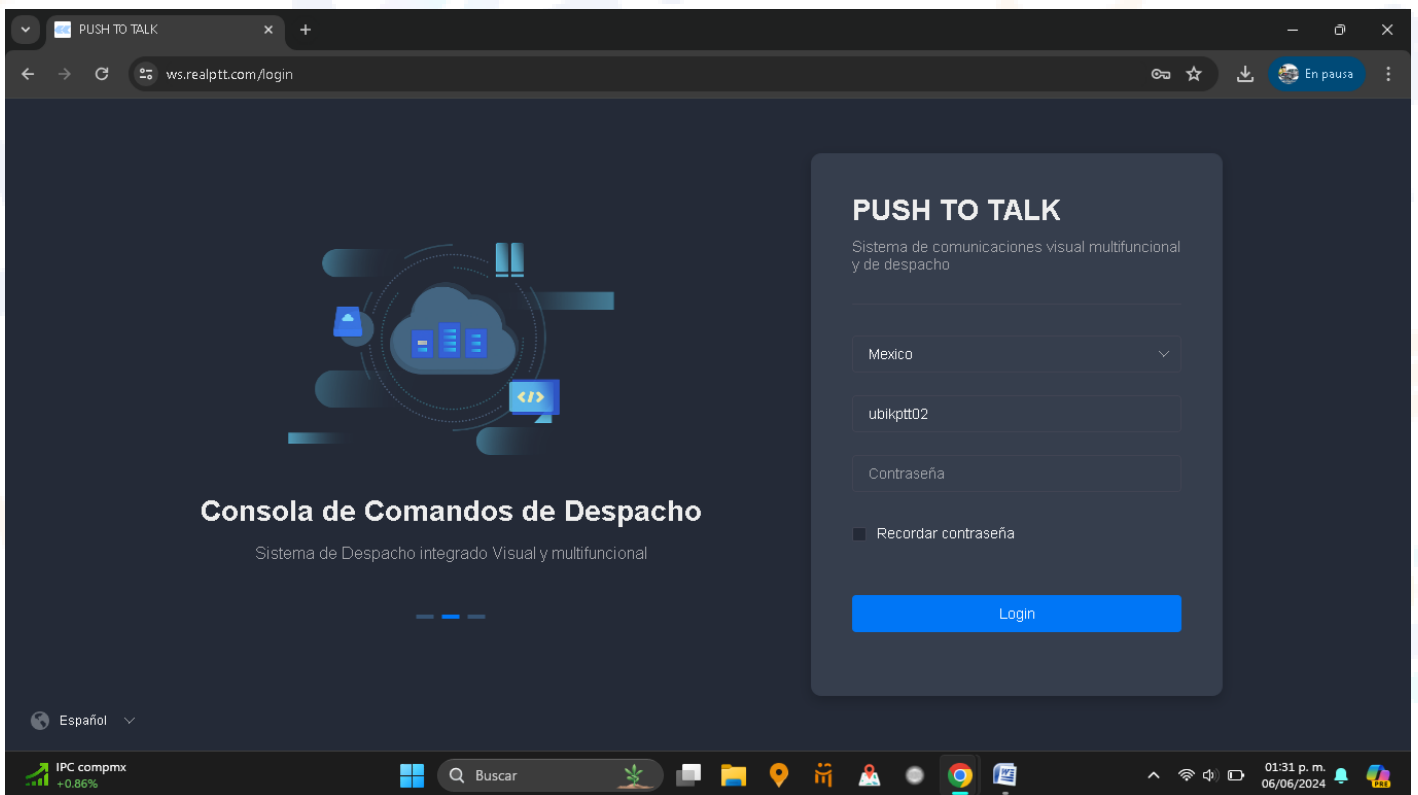 PUSH TO TALK
ws.realptt.com/login
En pausa
PUSH TO TALK
Sistema de comunicaciones visual multifuncional
y de despacho
Mexico
ubikptt02
Contraseña
Recordar contraseña
Login
</>
Consola de Comandos de Despacho
Sistema de Despacho integrado Visual y multifuncional
Español
IPC compmx
+0.86%
Buscar
01:31 p. m.
06/06/2024
PRE